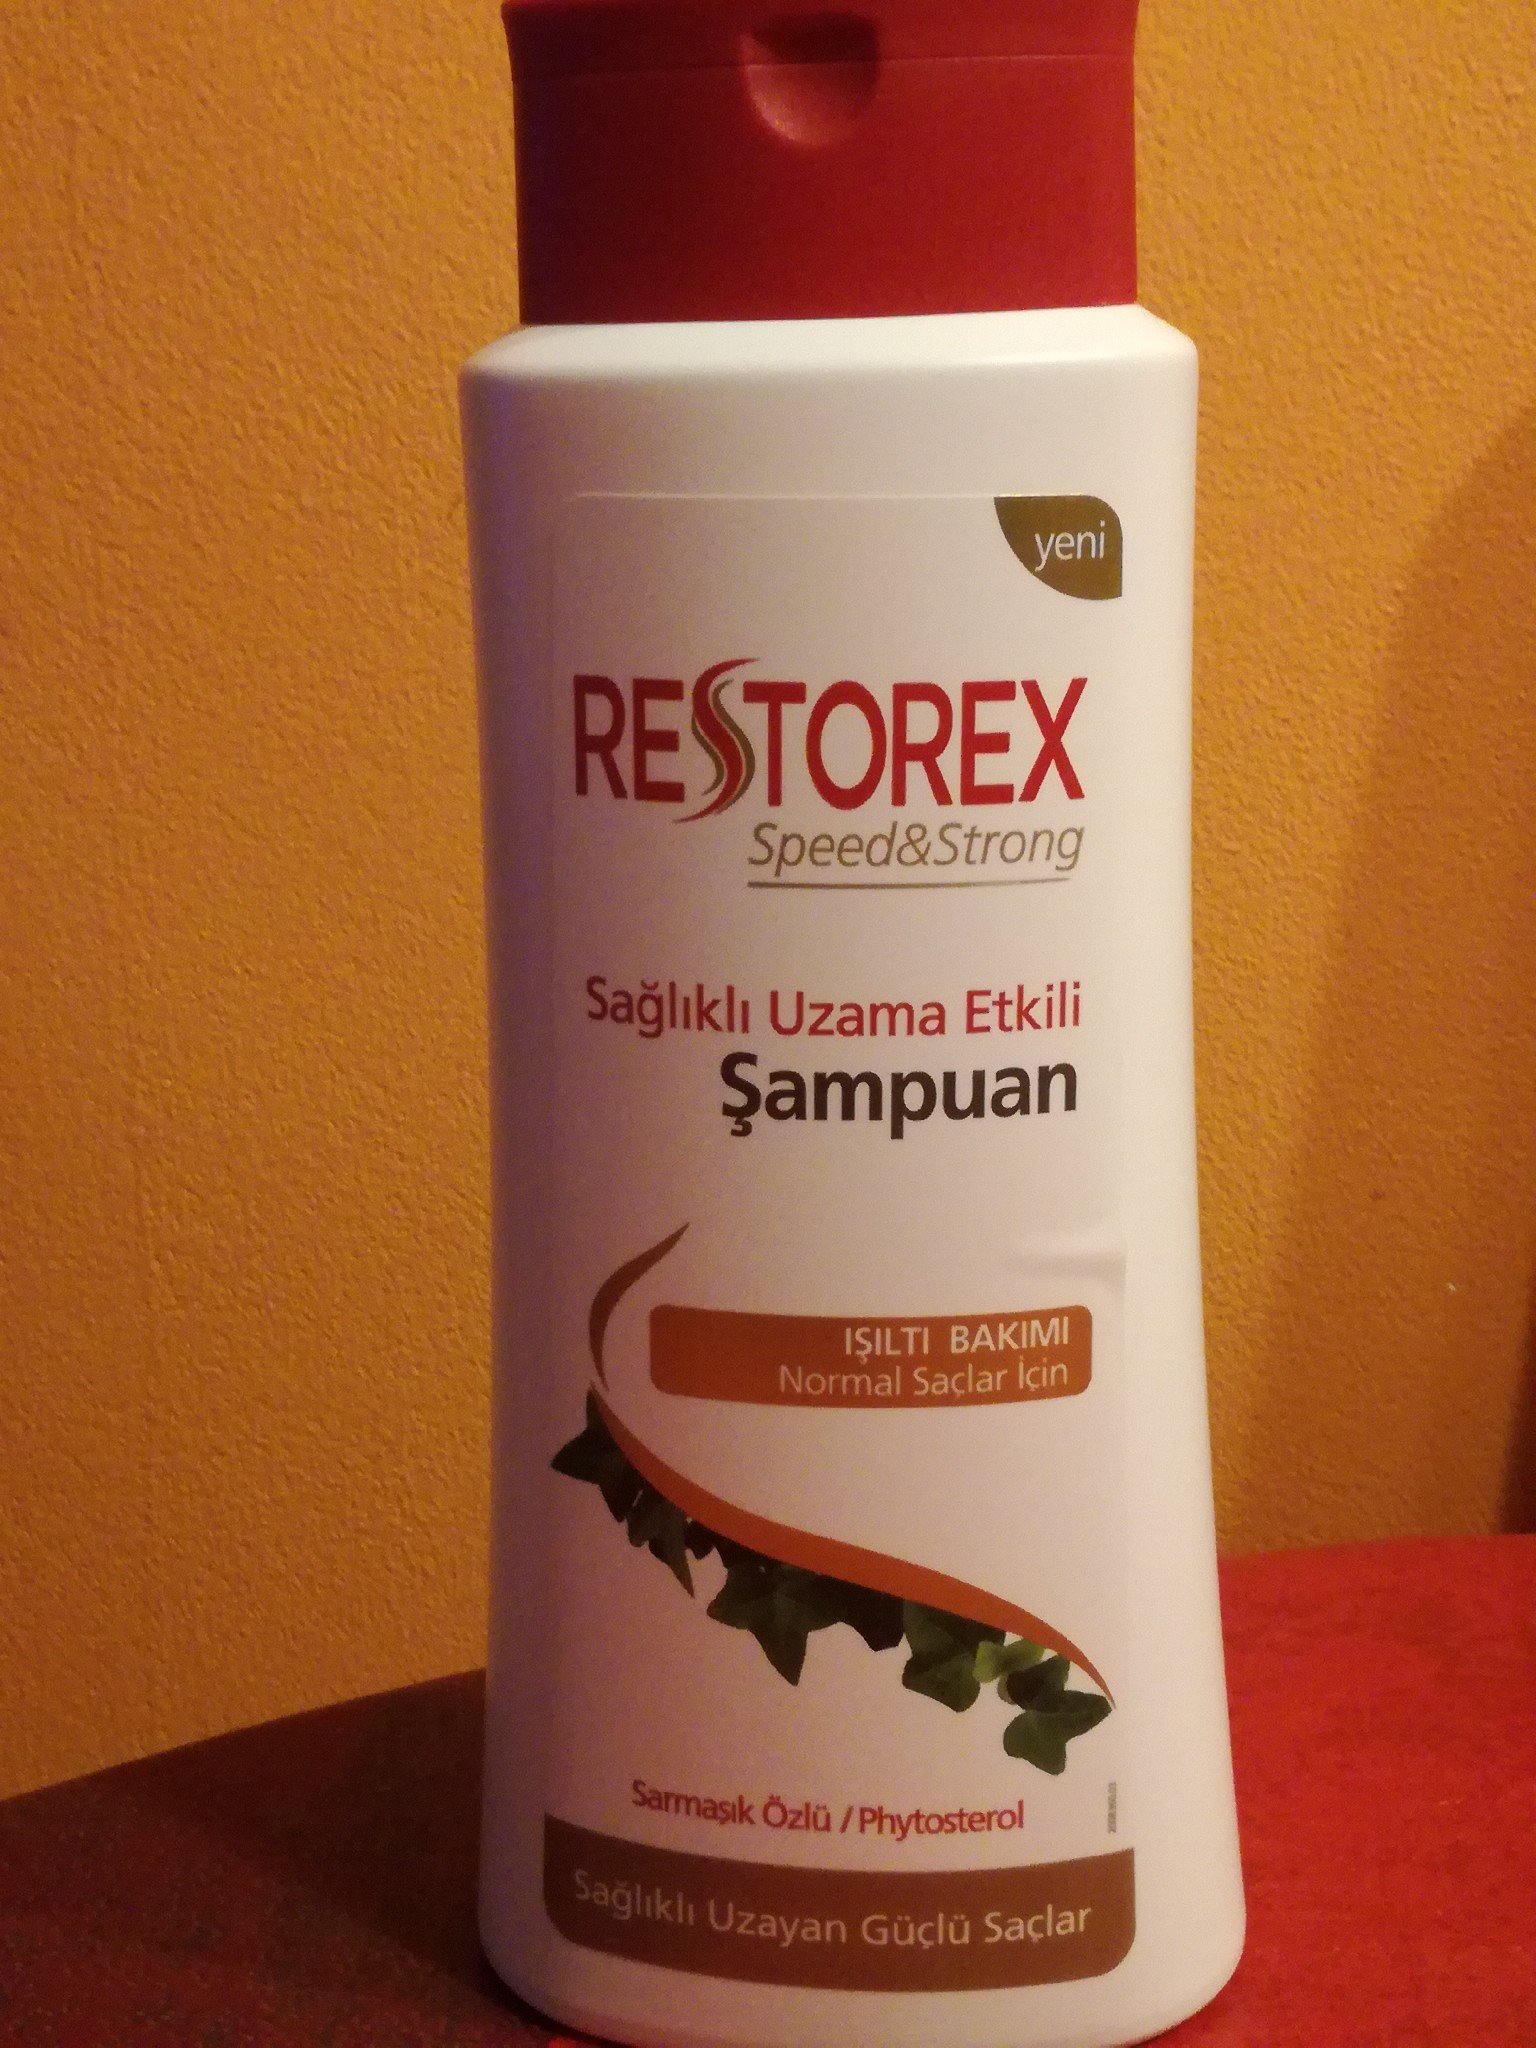 yeni
RESTOREX
Speed&Strong
Sağlıklı Uzama Etkili
Şampuan
IŞILTI BAKIMI
Normal Saçlar İçin
Sarmaşık Özlü / Phytosterol
Sağlıklı Uzayan Güçlü Saçlar